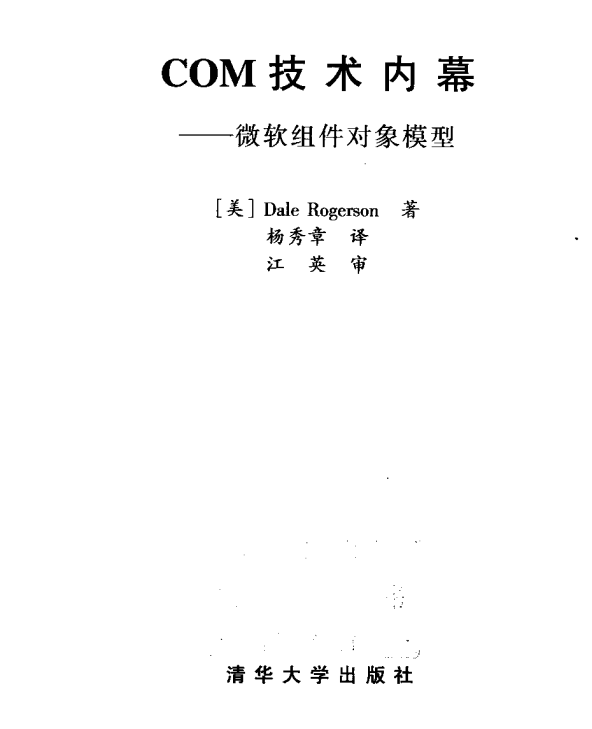 COM 技术内幕
——微软组件对象模型
[美] Dale Rogerson 著
杨秀章 译
江英 审
清华大学出版社